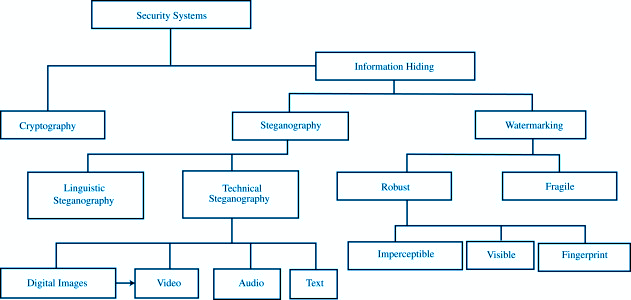 Security Systems
Information Hiding
Cryptography
Steganography
Watermarking
Linguistic
Steganography
Technical
Steganography
Robust
Fragile
Imperceptible
Visible
Fingerprint
Digital Images
Video
Audio
Text